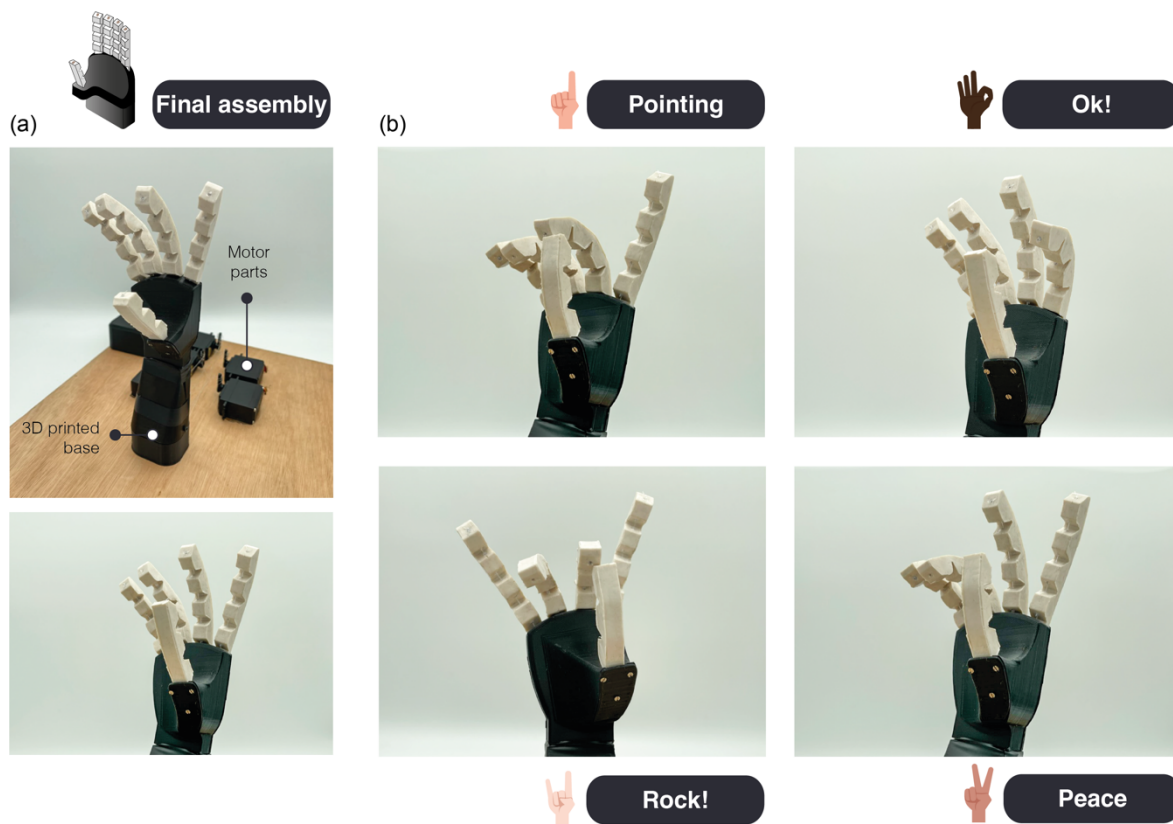 Final assembly
(a)
Motor
parts
3D printed
base
(b)
Pointing
Ok!
Rock!
Peace